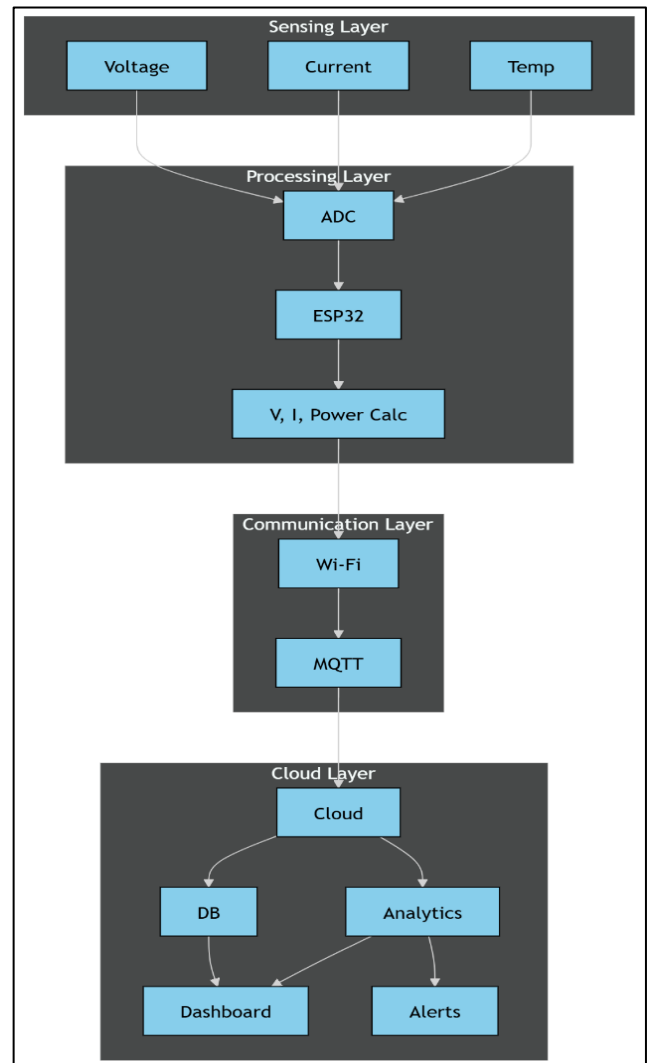 Sensing Layer
Voltage
Current
Temp
Processing Layer
ADC
ESP32
V, I, Power Calc
Communication Layer
Wi-Fi
MQTT
Cloud Layer
Cloud
DB
Analytics
Dashboard
Alerts